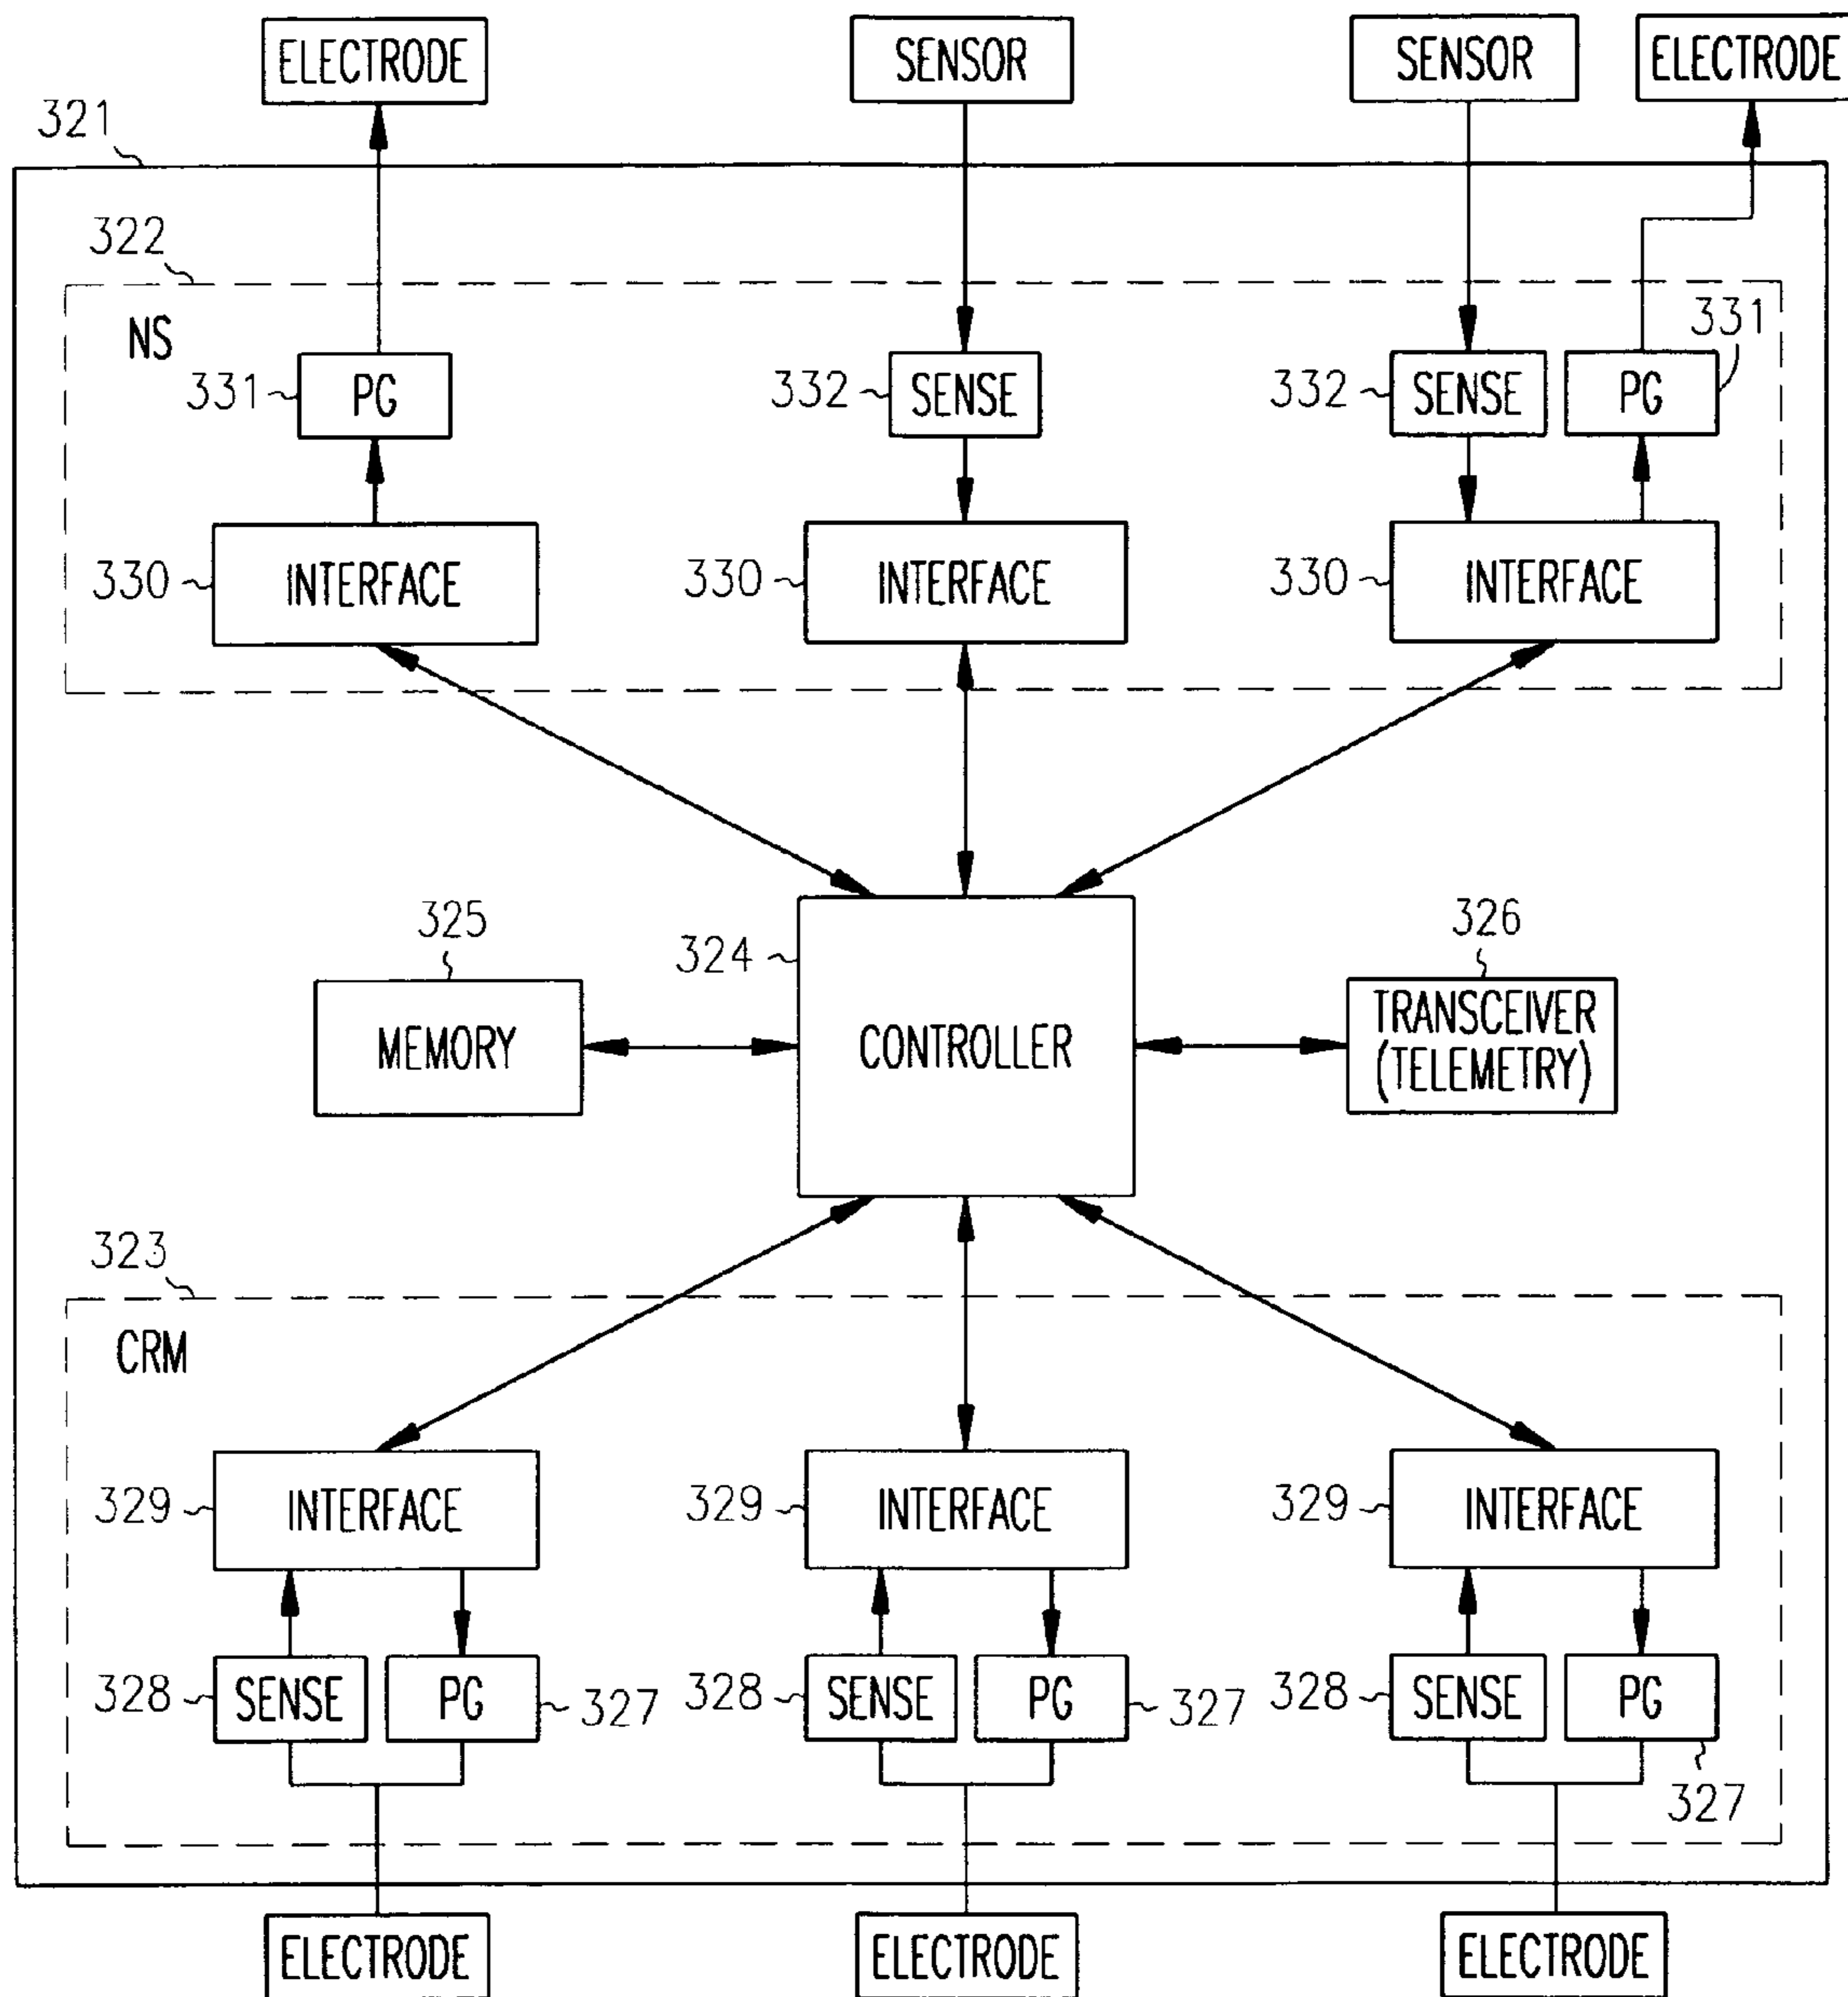 ELECTRODE
SENSOR
SENSOR
ELECTRODE
321
322
NS
331
331
PG
332
SENSE
332
SENSE
PG
330
INTERFACE
330
INTERFACE
330
INTERFACE
325
324
326
MEMORY
CONTROLLER
TRANSCEIVER
(TELEMETRY)
323
CRM
329
INTERFACE
329
INTERFACE
329
INTERFACE
328
SENSE
PG
327
328
SENSE
PG
327
328
SENSE
PG
327
ELECTRODE
ELECTRODE
ELECTRODE